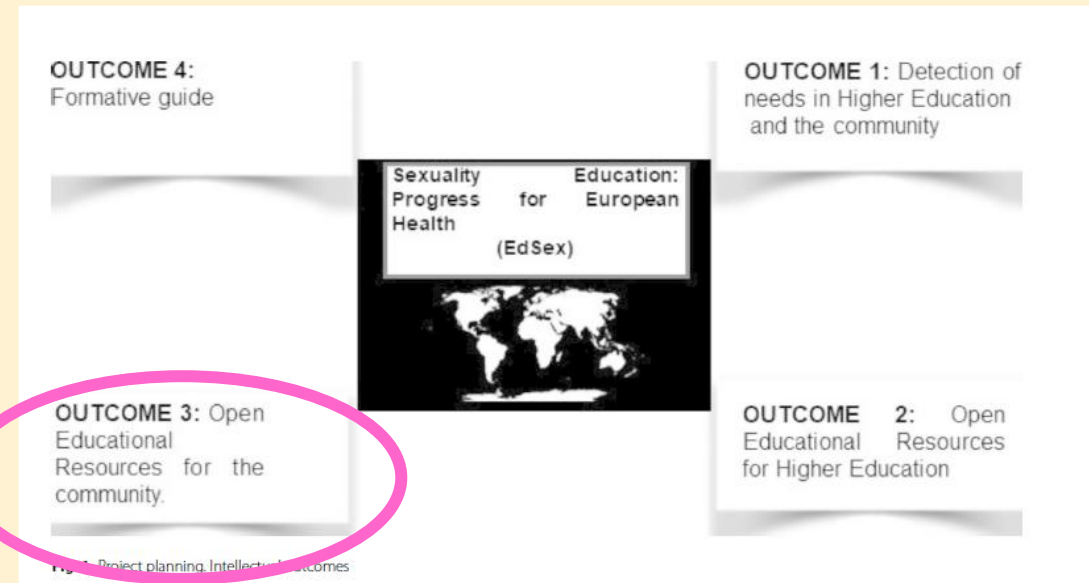 OUTCOME 4:
Formative guide
OUTCOME 1: Detection of
needs in Higher Education
and the community
Sexuality Education:
Progress for European
Health
(EdSex)
OUTCOME 3: Open
Educational
Resources for the
community.
OUTCOME 2: Open
Educational Resources
for Higher Education
Project planning. Intellectual